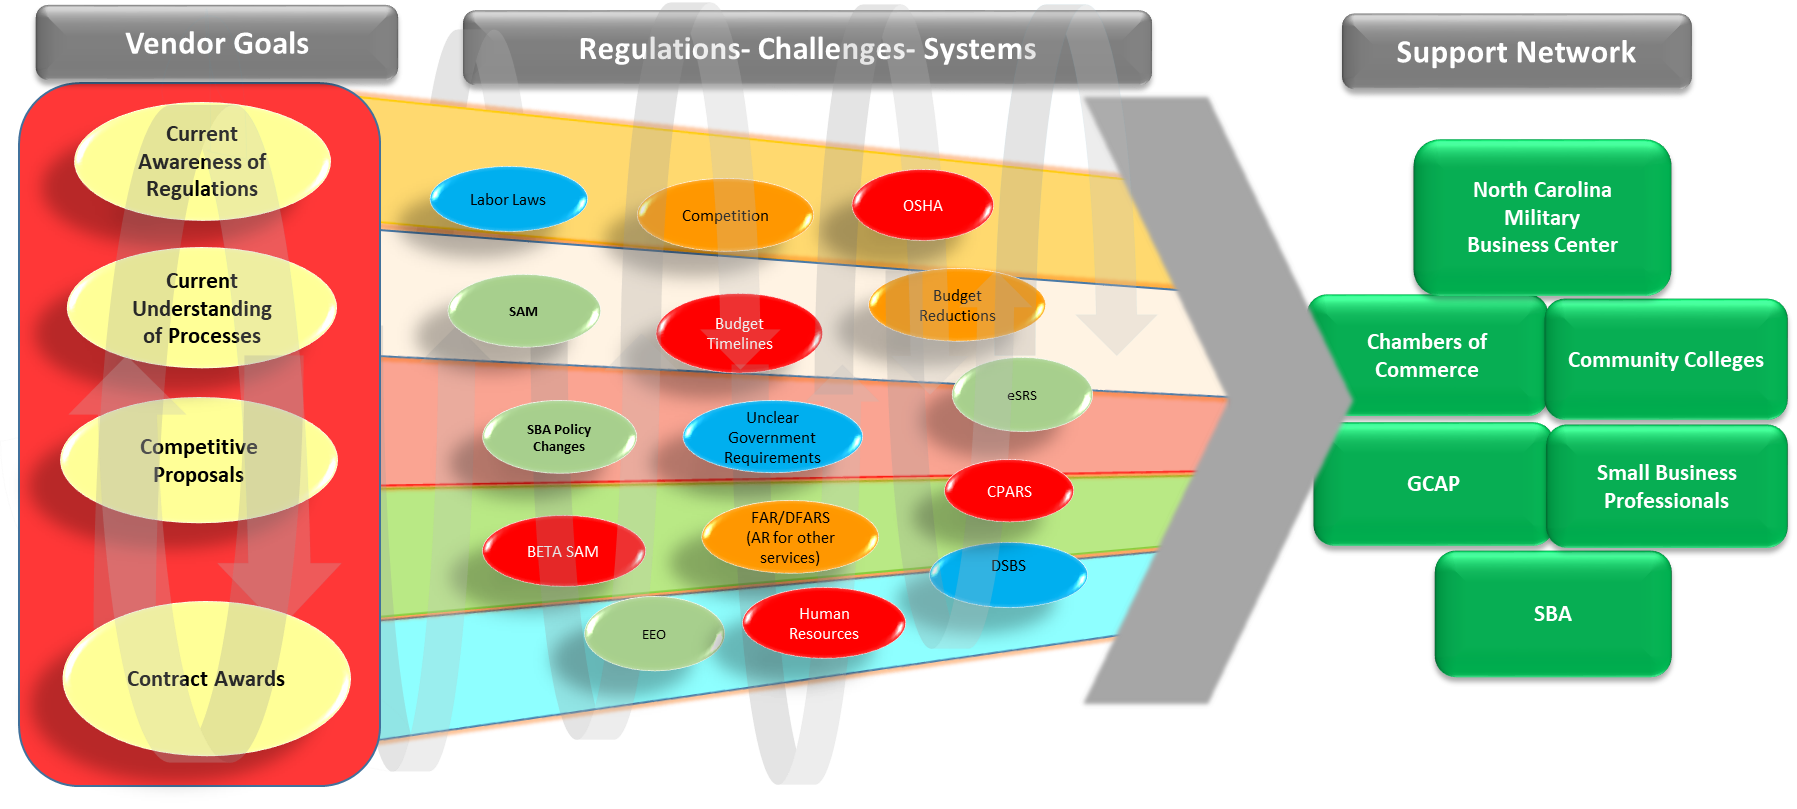 Vendor Goals
Regulations- Challenges- Systems
Support Network
Current
Awareness of
Regulations
Current
Understanding
of Processes
Competitive
Proposals
Contract Awards
Labor Laws
Competition
OSHA
SAM
Budget
Timelines
Budget
Reductions
eSRS
SBA Policy
Changes
Unclear
Government
Requirements
CPARS
BETA SAM
FAR/DFARS
(AR for other
services)
DSBS
EEO
Human
Resources
North Carolina
Military
Business Center
Chambers of
Commerce
Community Colleges
GCAP
Small Business
Professionals
SBA